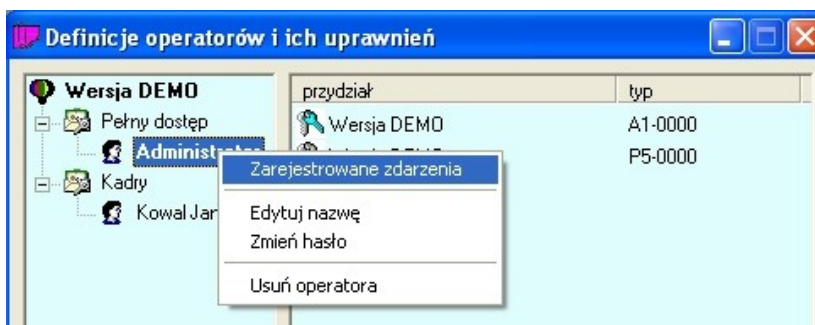 Definicje operatorów i ich uprawnień
Wersja DEMO
Pełny dostęp
Kadry
Kowal Jan
przydział typ
Wersja DEMO A1-0000
P5-0000
Zarejestrowane zdarzenia
Edytuj nazwę
Zmień hasło
Usuń operatora